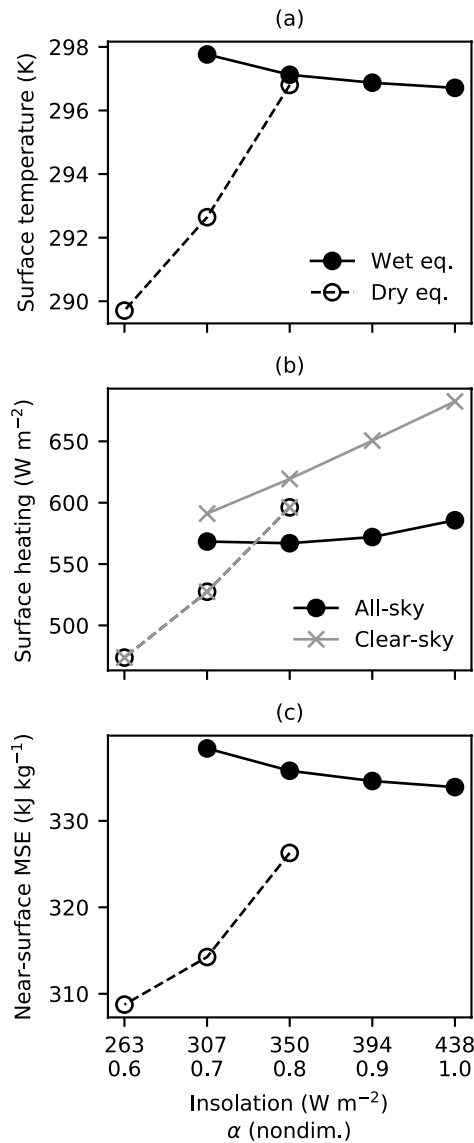 (a)
Surface temperature (K)
298
296
294
292
290
Wet eq.
Dry eq.
(b)
Surface heating (W m⁻²)
650
600
550
500
All-sky
Clear-sky
(c)
Near-surface MSE (kJ kg⁻¹)
330
320
310
263 307 350 394 438
0.6 0.7 0.8 0.9 1.0
Insolation (W m⁻²)
α (nondim.)